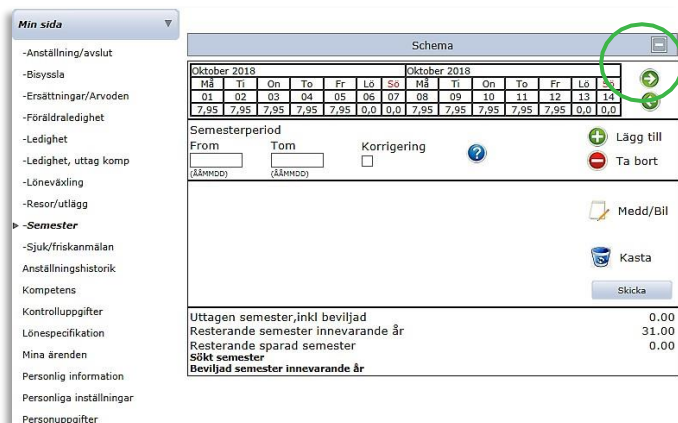 Min sida
-Anställning/avslut
-Bisyssla
-Ersättningar/Arvoden
-Föräldraledighet
-Ledighet
-Ledighet, uttag komp
-Löneväxling
-Resor/utlägg
-Semester
-Sjuk/friskanmälan
Anställningshistorik
Kompetens
Kontrolluppgifter
Lönespecifikation
Mina ärenden
Personlig information
Personliga inställningar
Personuppgifter
Schema
Oktober 2018 Oktober 2018
Må Ti On To Fr Lö Sö Må Ti On To Fr Lö Sö
01 02 03 04 05 06 07 08 09 10 11 12 13 14
7,95 7,95 7,95 7,95 7,95 0,0 0,0 7,95 7,95 7,95 7,95 7,95 0,0 0,0
Semesterperiod
From Tom Korrigering
(ÅÅMMDD) (ÅÅMMDD)
Lägg till
Ta bort
Medd/Bil
Kasta
Skicka
Uttagen semester,inkl beviljad 0.00
Resterande semester innevarande år 31.00
Resterande sparad semester 0.00
Sökt semester
Beviljad semester innevarande år